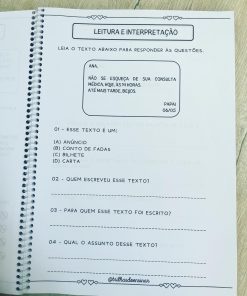 LEITURA E INTERPRETAÇÃO
LEIA O TEXTO ABAIXO PARA RESPONDER ÀS QUESTÕES.
ANA,
NÃO SE ESQUEÇA DE SUA CONSULTA
MÉDICA, HOJE, ÀS 14 HORAS.
ATÉ MAIS TARDE, BEIJOS.
PAPAI
06/02
01 - ESSE TEXTO É UM:
(A) ANÚNCIO
(B) CONTO DE FADAS
(C) BILHETE
(D) CARTA
02 - QUEM ESCREVEU ESSE TEXTO?
03 - PARA QUEM ESSE TEXTO FOI ESCRITO?
04 - QUAL O ASSUNTO DESSE TEXTO?